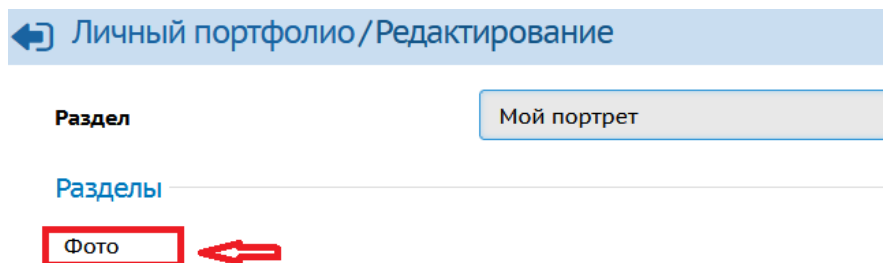 Личный портфолио/Редактирование
Раздел Мой портрет
Разделы
Фото